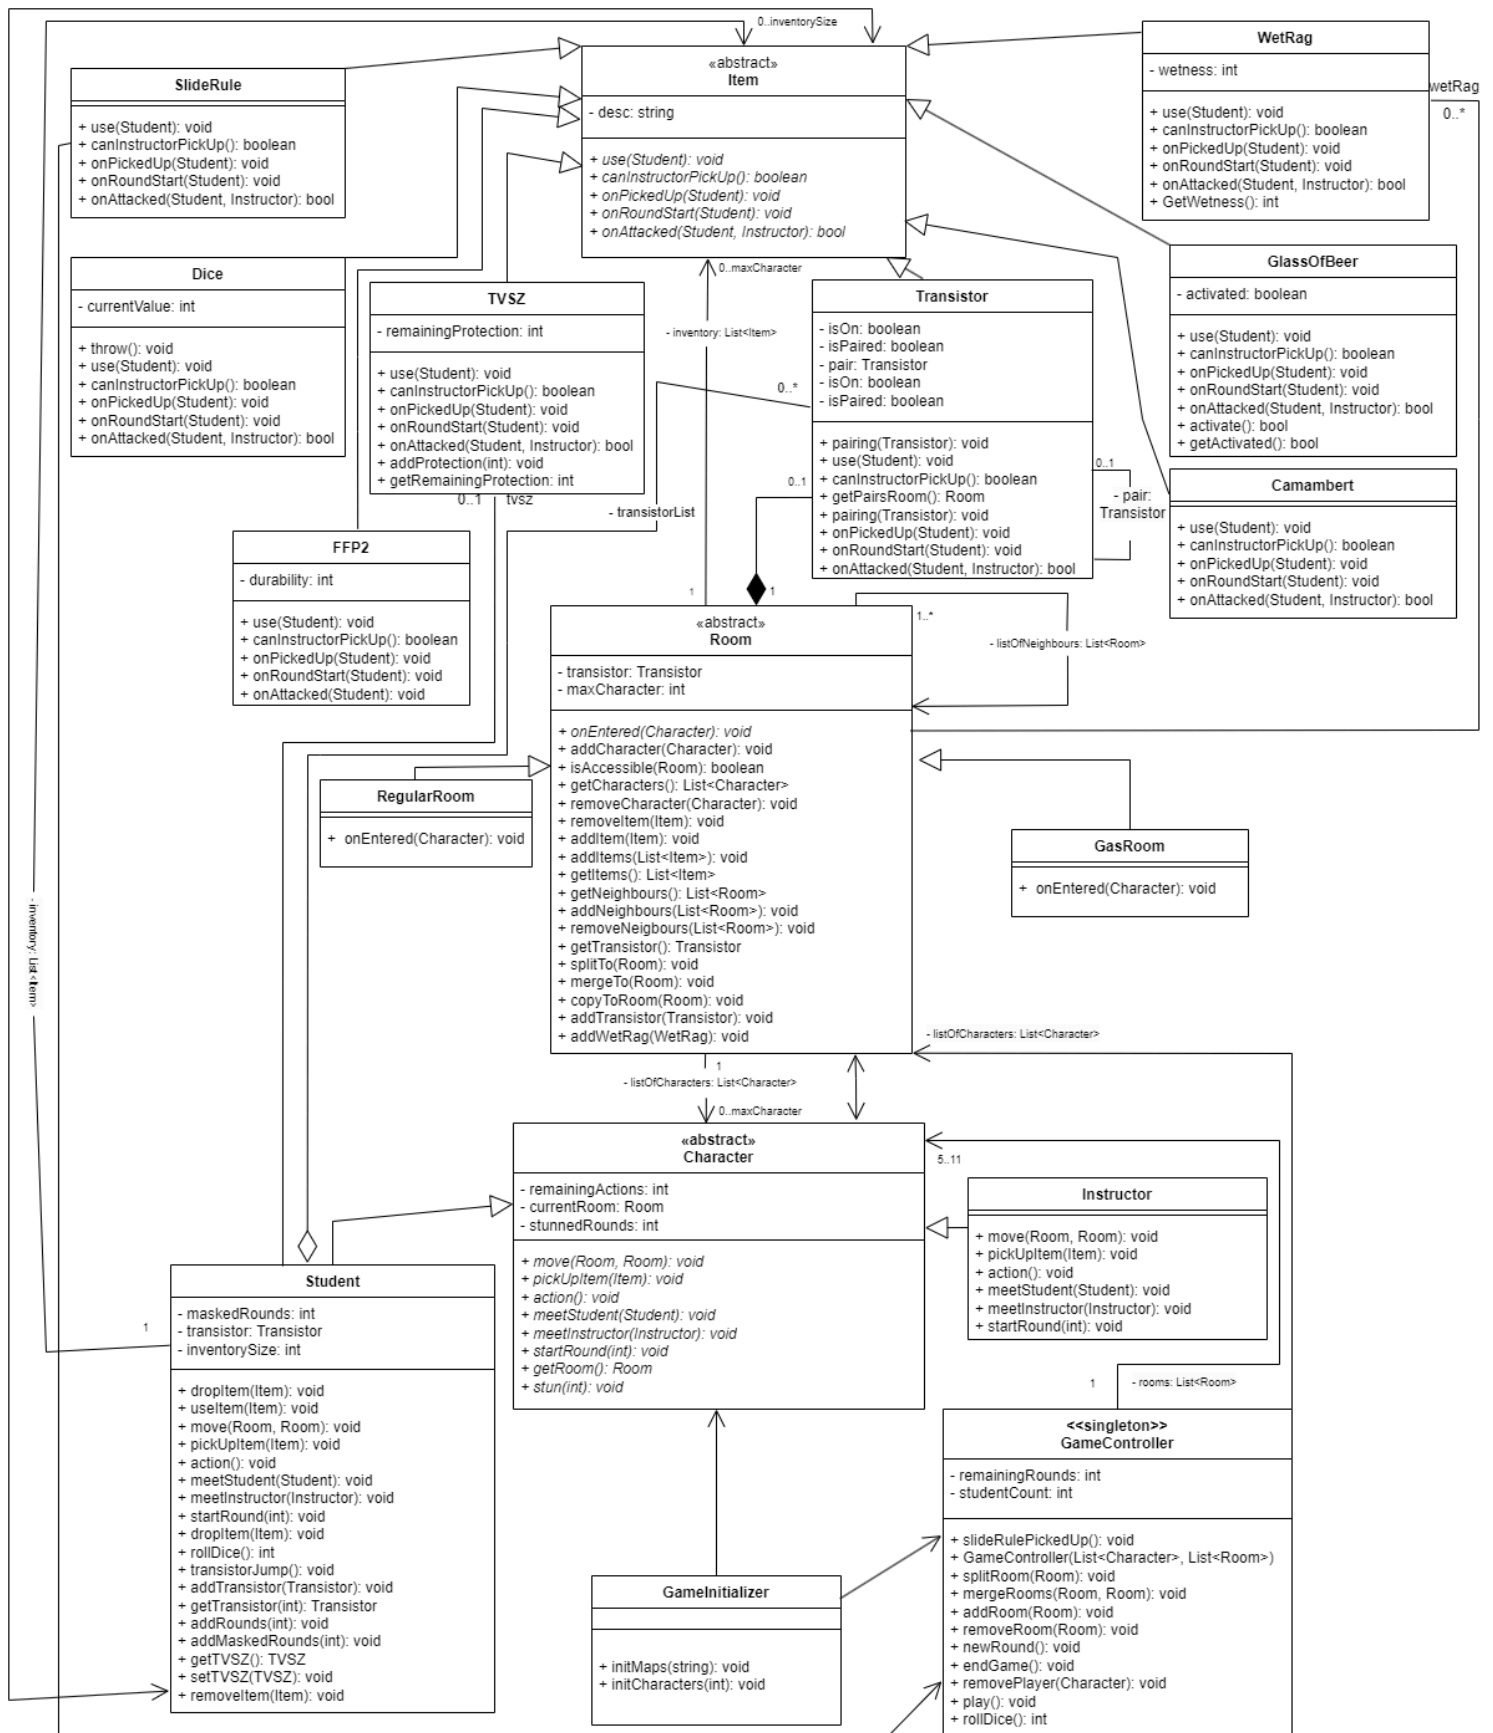 0..inventorySize
«abstract»
Item
- desc: string
+ use(Student): void
+ canInstructorPickUp(): boolean
+ onPickedUp(Student): void
+ onRoundStart(Student): void
+ onAttacked(Student, Instructor): bool
WetRag
- wetness: int
+ use(Student): void
+ canInstructorPickUp(): boolean
+ onPickedUp(Student): void
+ onRoundStart(Student): void
+ onAttacked(Student, Instructor): bool
+ GetWetness(): int
wetRag
0..*
SlideRule
+ use(Student): void
+ canInstructorPickUp(): boolean
+ onPickedUp(Student): void
+ onRoundStart(Student): void
+ onAttacked(Student, Instructor): bool
Dice
- currentValue: int
+ throw(): void
+ use(Student): void
+ canInstructorPickUp(): boolean
+ onPickedUp(Student): void
+ onRoundStart(Student): void
+ onAttacked(Student, Instructor): bool
TVSZ
- remainingProtection: int
+ use(Student): void
+ canInstructorPickUp(): boolean
+ onPickedUp(Student): void
+ onRoundStart(Student): void
+ onAttacked(Student, Instructor): bool
+ addProtection(int): void
+ getRemainingProtection: int
0..1
tvsz
0..maxCharacter
- inventory: List<Item>
0..*
- transistorList
Transistor
- isOn: boolean
- isPaired: boolean
- pair: Transistor
- isOn: boolean
- isPaired: boolean
+ pairing(Transistor): void
+ use(Student): void
+ canInstructorPickUp(): boolean
+ getPairsRoom(): Room
+ pairing(Transistor): void
+ onPickedUp(Student): void
+ onRoundStart(Student): void
+ onAttacked(Student, Instructor): bool
0..1
0..1
- pair:
Transistor
GlassOfBeer
- activated: boolean
+ use(Student): void
+ canInstructorPickUp(): boolean
+ onPickedUp(Student): void
+ onRoundStart(Student): void
+ onAttacked(Student, Instructor): bool
+ activate(): bool
+ getActivated(): bool
Camambert
+ use(Student): void
+ canInstructorPickUp(): boolean
+ onPickedUp(Student): void
+ onRoundStart(Student): void
+ onAttacked(Student, Instructor): bool
FFP2
- durability: int
+ use(Student): void
+ canInstructorPickUp(): boolean
+ onPickedUp(Student): void
+ onRoundStart(Student): void
+ onAttacked(Student): void
1
1
«abstract»
Room
- transistor: Transistor
- maxCharacter: int
+ onEntered(Character): void
+ addCharacter(Character): void
+ isAccessible(Room): boolean
+ getCharacters(): List<Character>
+ removeCharacter(Character): void
+ removeItem(Item): void
+ addItem(Item): void
+ addItems(List<Item>): void
+ getItems(): List<Item>
+ getNeighbours(): List<Room>
+ addNeighbours(List<Room>): void
+ removeNeigbours(List<Room>): void
+ getTransistor(): Transistor
+ splitTo(Room): void
+ mergeTo(Room): void
+ copyToRoom(Room): void
+ addTransistor(Transistor): void
+ addWetRag(WetRag): void
1..*
- listOfNeighbours: List<Room>
RegularRoom
+ onEntered(Character): void
GasRoom
+ onEntered(Character): void
- inventory: List<Item>
- listOfCharacters: List<Character>
1
- listOfCharacters: List<Character>
0..maxCharacter
«abstract»
Character
- remainingActions: int
- currentRoom: Room
- stunnedRounds: int
+ move(Room, Room): void
+ pickUpItem(Item): void
+ action(): void
+ meetStudent(Student): void
+ meetInstructor(Instructor): void
+ startRound(int): void
+ getRoom(): Room
+ stun(int): void
5..11
Instructor
+ move(Room, Room): void
+ pickUpItem(Item): void
+ action(): void
+ meetStudent(Student): void
+ meetInstructor(Instructor): void
+ startRound(int): void
1
Student
- maskedRounds: int
- transistor: Transistor
- inventorySize: int
+ dropItem(Item): void
+ useItem(Item): void
+ move(Room, Room): void
+ pickUpItem(Item): void
+ action(): void
+ meetStudent(Student): void
+ meetInstructor(Instructor): void
+ startRound(int): void
+ dropItem(Item): void
+ rollDice(): int
+ transistorJump(): void
+ addTransistor(Transistor): void
+ getTransistor(int): Transistor
+ addRounds(int): void
+ addMaskedRounds(int): void
+ getTVSZ(): TVSZ
+ setTVSZ(TVSZ): void
+ removeItem(Item): void
GameInitializer
+ initMaps(string): void
+ initCharacters(int): void
1
- rooms: List<Room>
<<singleton>>
GameController
- remainingRounds: int
- studentCount: int
+ slideRulePickedUp(): void
+ GameController(List<Character>, List<Room>)
+ splitRoom(Room): void
+ mergeRooms(Room, Room): void
+ addRoom(Room): void
+ removeRoom(Room): void
+ newRound(): void
+ endGame(): void
+ removePlayer(Character): void
+ play(): void
+ rollDice(): int